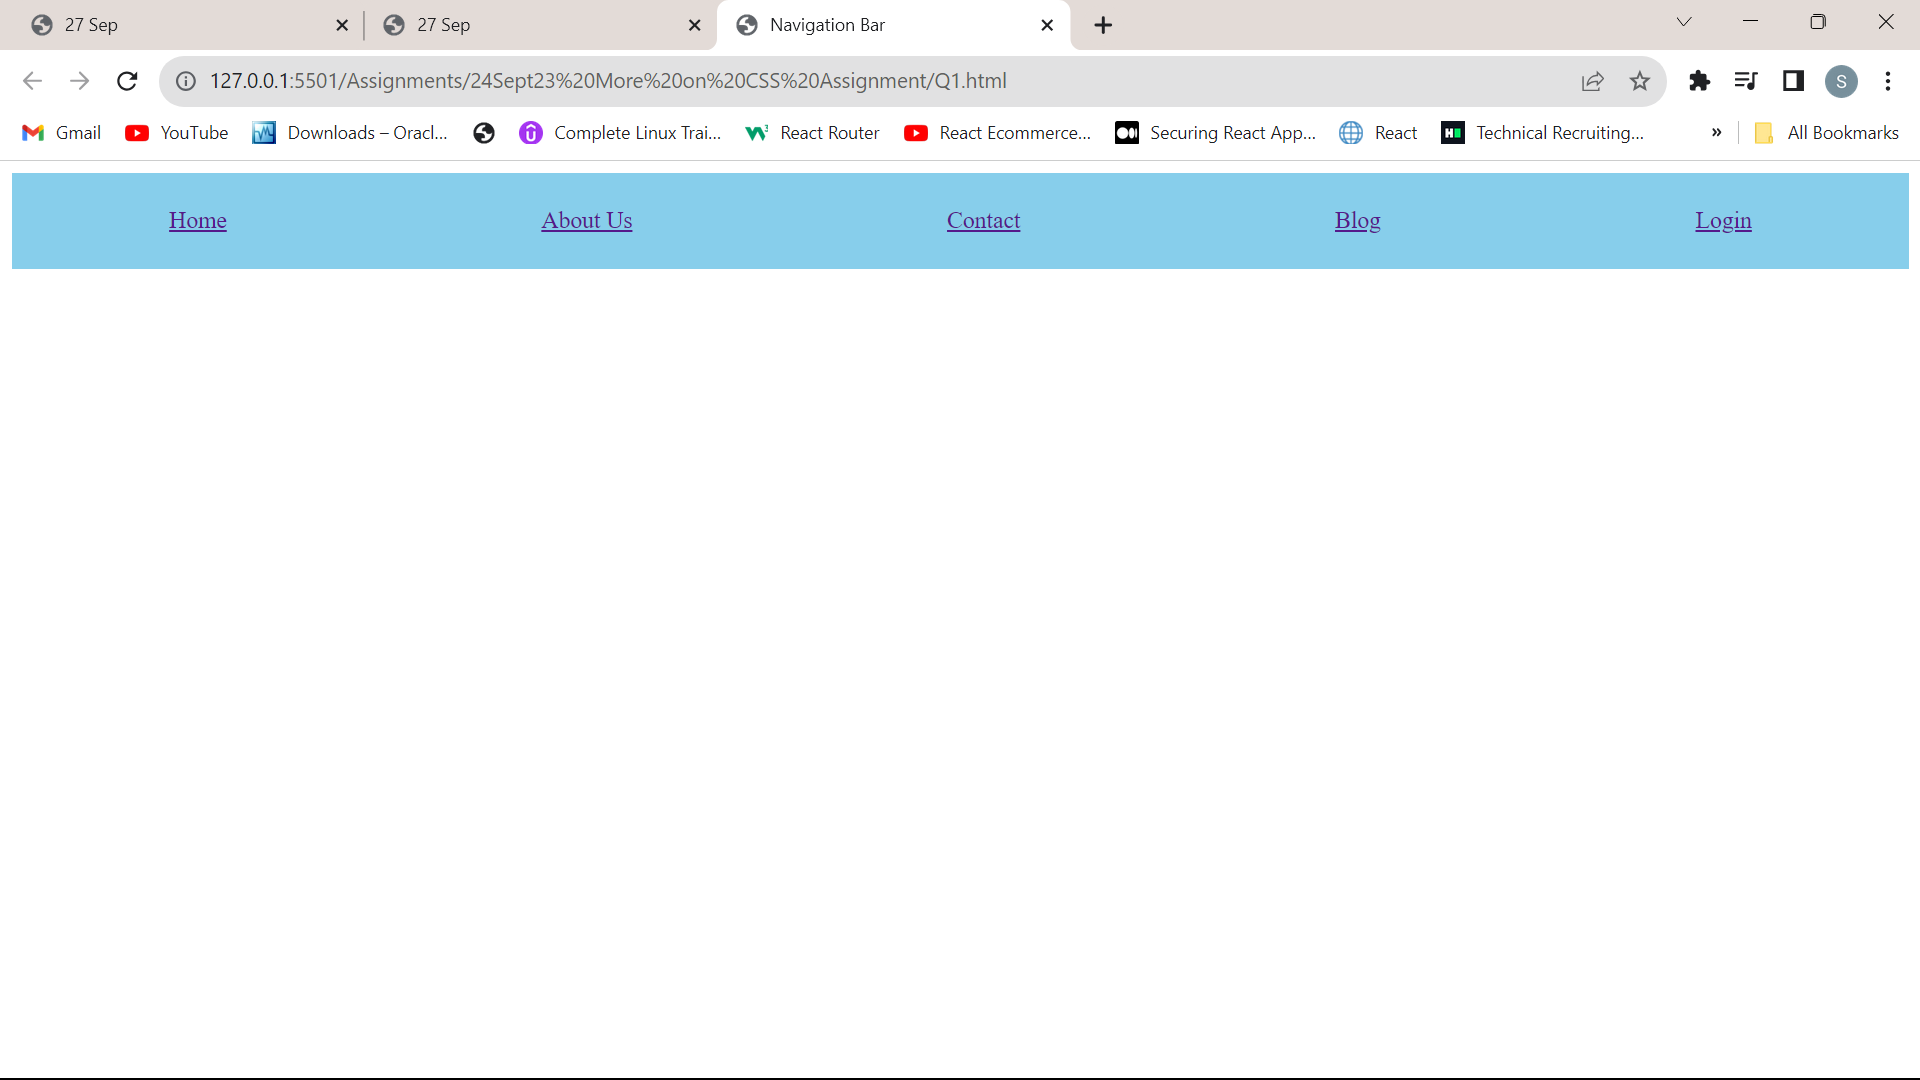 27 Sep 27 Sep Navigation Bar
127.0.0.1:5501/Assignments/24Sept23%20More%20on%20CSS%20Assignment/Q1.html S
Gmail YouTube Downloads – Oracl... Complete Linux Trai... React Router React Ecommerce... Securing React App... React Technical Recruiting... » All Bookmarks
Home About Us Contact Blog Login